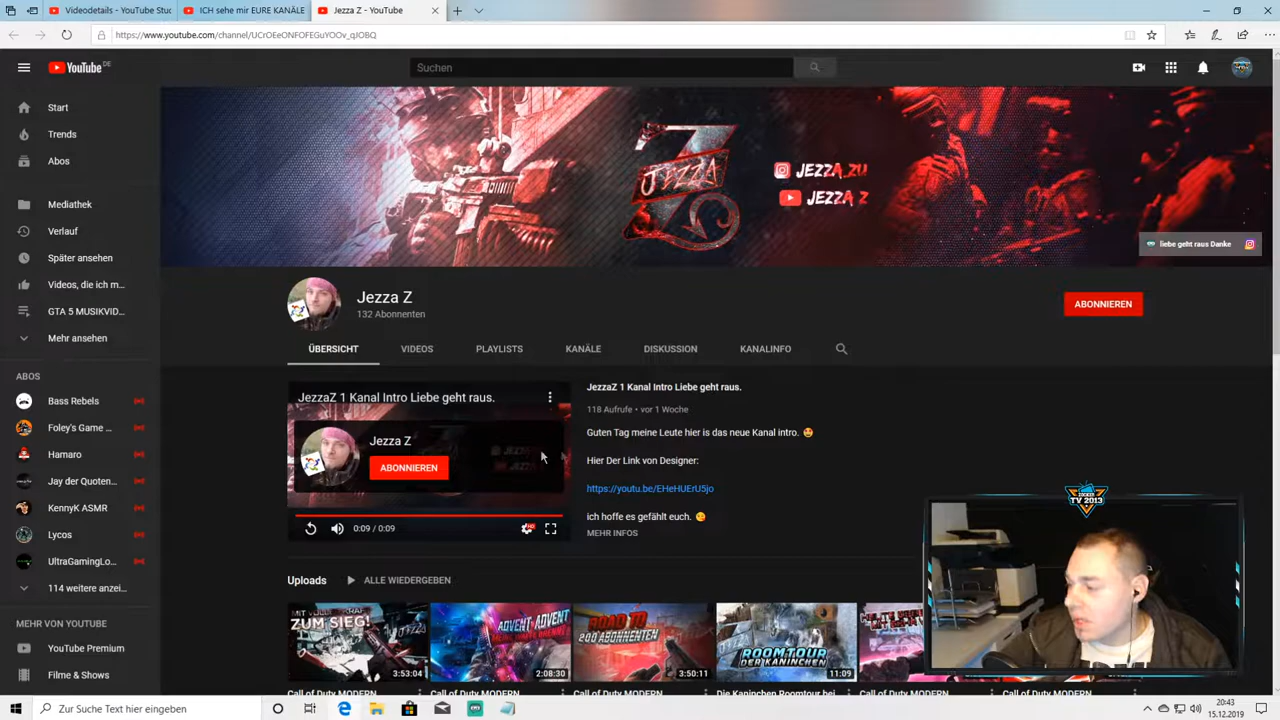 Videodetails - YouTube Stud
ICH sehe mir EURE KANÄLE
Jezza Z - YouTube
https://www.youtube.com/channel/UCrOEeONFOFEGuYOOv_qJOBQ
YouTube DE
Suchen
Start
Trends
Abos
Mediathek
Verlauf
Später ansehen
Videos, die ich m...
GTA 5 MUSIKVID...
Mehr ansehen
ABOS
Bass Rebels
Foley's Game ...
Hamaro
Jay der Quoten...
KennyK ASMR
Lycos
UltraGamingLo...
114 weitere anzei...
MEHR VON YOUTUBE
YouTube Premium
Filme & Shows
JEZZA
JEZZA_ZU
JEZZA Z
liebe geht raus Danke
Jezza Z
132 Abonnenten
ABONNIEREN
ÜBERSICHT
VIDEOS
PLAYLISTS
KANÄLE
DISKUSSION
KANALINFO
JezzaZ 1 Kanal Intro Liebe geht raus.
Jezza Z
ABONNIEREN
0:09 / 0:09
JezzaZ 1 Kanal Intro Liebe geht raus.
118 Aufrufe • vor 1 Woche
Guten Tag meine Leute hier is das neue Kanal intro. 😍
Hier Der Link von Designer:
https://youtu.be/EHeHUErU5jo
ich hoffe es gefählt euch. 😘
MEHR INFOS
Uploads
ALLE WIEDERGEBEN
MIT VOLLE KRAFT
ZUM SIEG!
3:53:04
ADVENT-ADVENT
2:08:30
ROAD TO
200 ABONNENTEN
3:50:11
ROOMTOUR
DER KANINCHEN
11:09
Call of Duty MODERN
Call of Duty MODERN
Call of Duty MODERN
Die Kaninchen Roomtour bei
Call of Duty MODERN
Call of Duty MODERN
ZOCKER
TV 2013
Zur Suche Text hier eingeben
20:43
15.12.2019